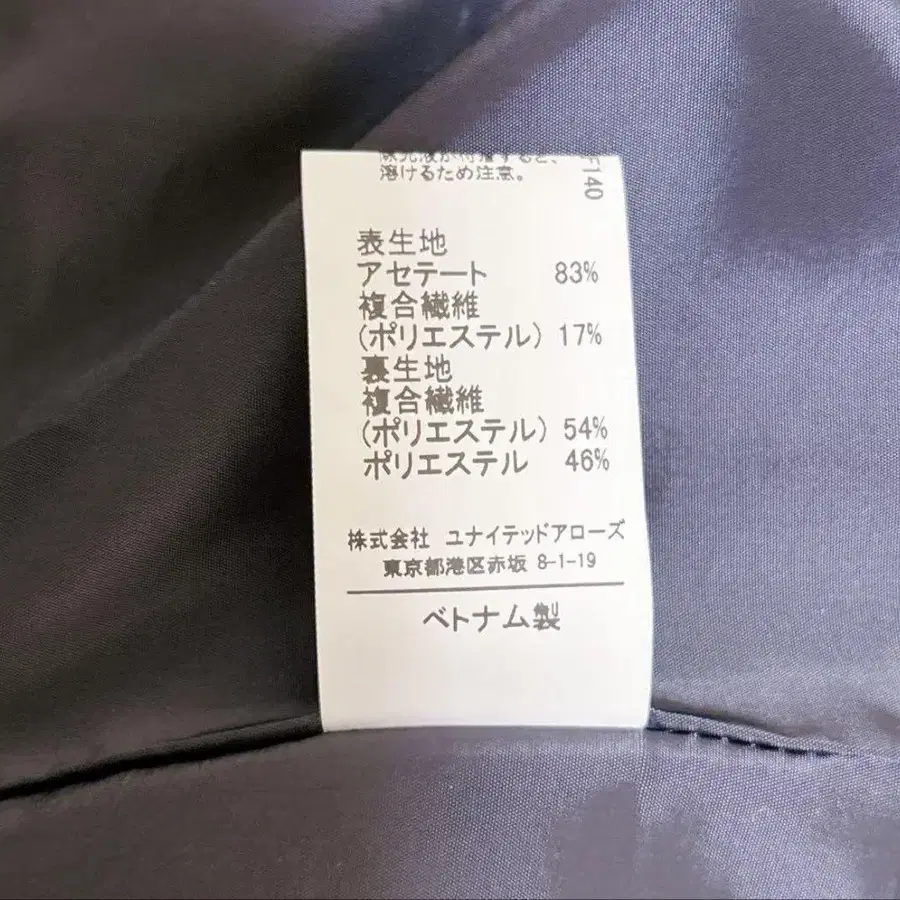 溶けるため注意。
F140
表生地
アセテート 83%
複合繊維
(ポリエステル) 17%
裏生地
複合繊維
(ポリエステル) 54%
ポリエステル 46%
株式会社 ユナイテッドアローズ
東京都港区赤坂 8-1-19
ベトナム製